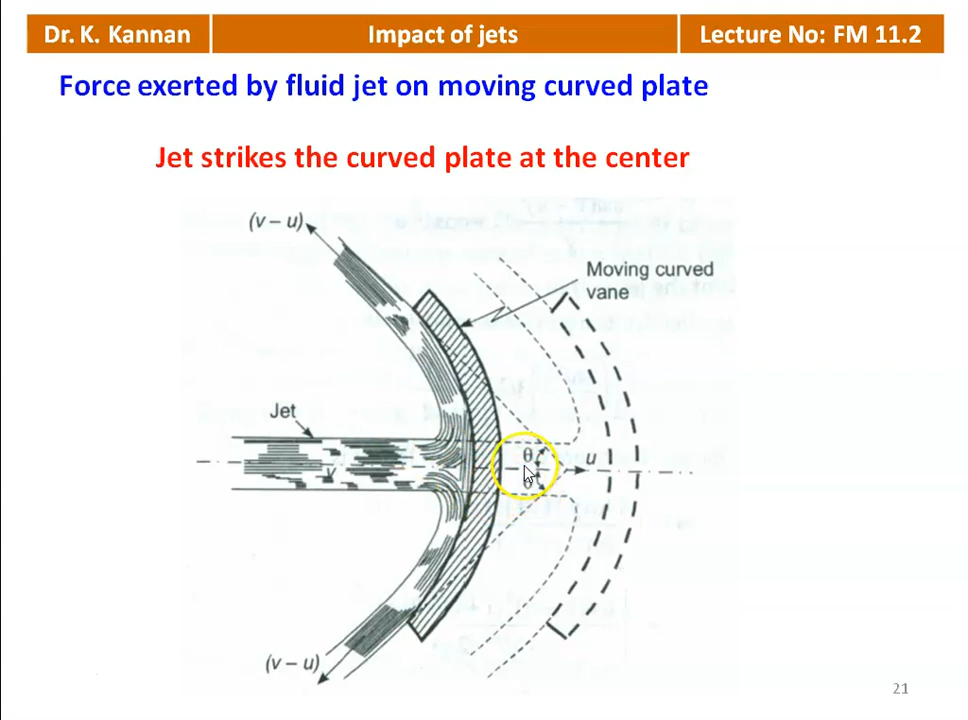 Dr. K. Kannan
Impact of jets
Lecture No: FM 11.2
Force exerted by fluid jet on moving curved plate
Jet strikes the curved plate at the center
(v – u)
Moving curved
vane
Jet
θ
u
v
θ
(v – u)
21